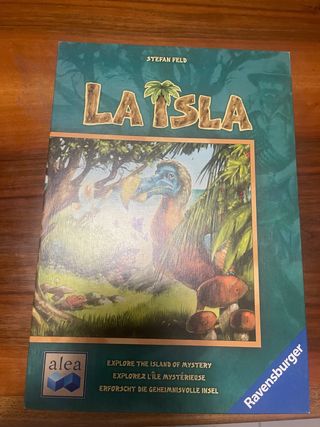 STEFAN FELD
LA ISLA
alea
EXPLORE THE ISLAND OF MYSTERY
EXPLOREZ L'ÎLE MYSTÉRIEUSE
ERFORSCHT DIE GEHEIMNISVOLLE INSEL
Ravensburger